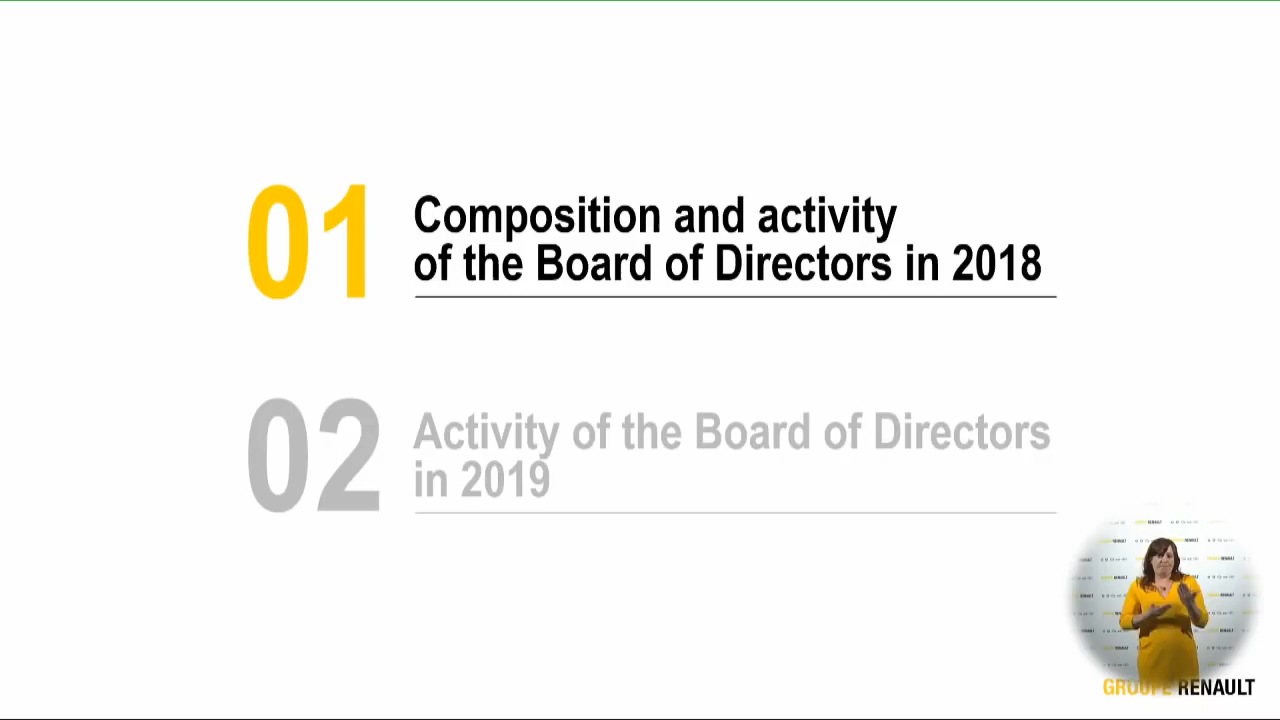 01
Composition and activity
of the Board of Directors in 2018
02
Activity of the Board of Directors
in 2019
GROUPE RENAULT